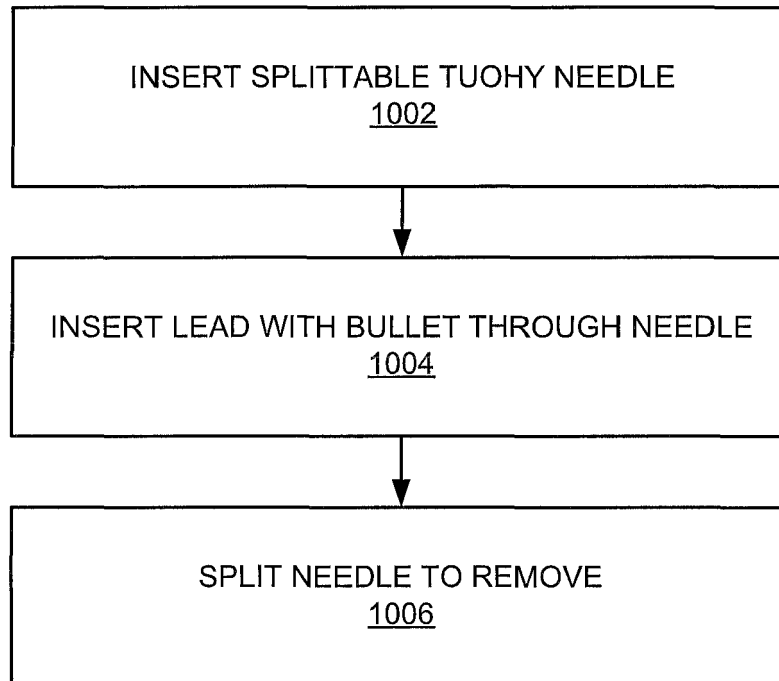 INSERT SPLITTABLE TUOHY NEEDLE
1002
INSERT LEAD WITH BULLET THROUGH NEEDLE
1004
SPLIT NEEDLE TO REMOVE
1006